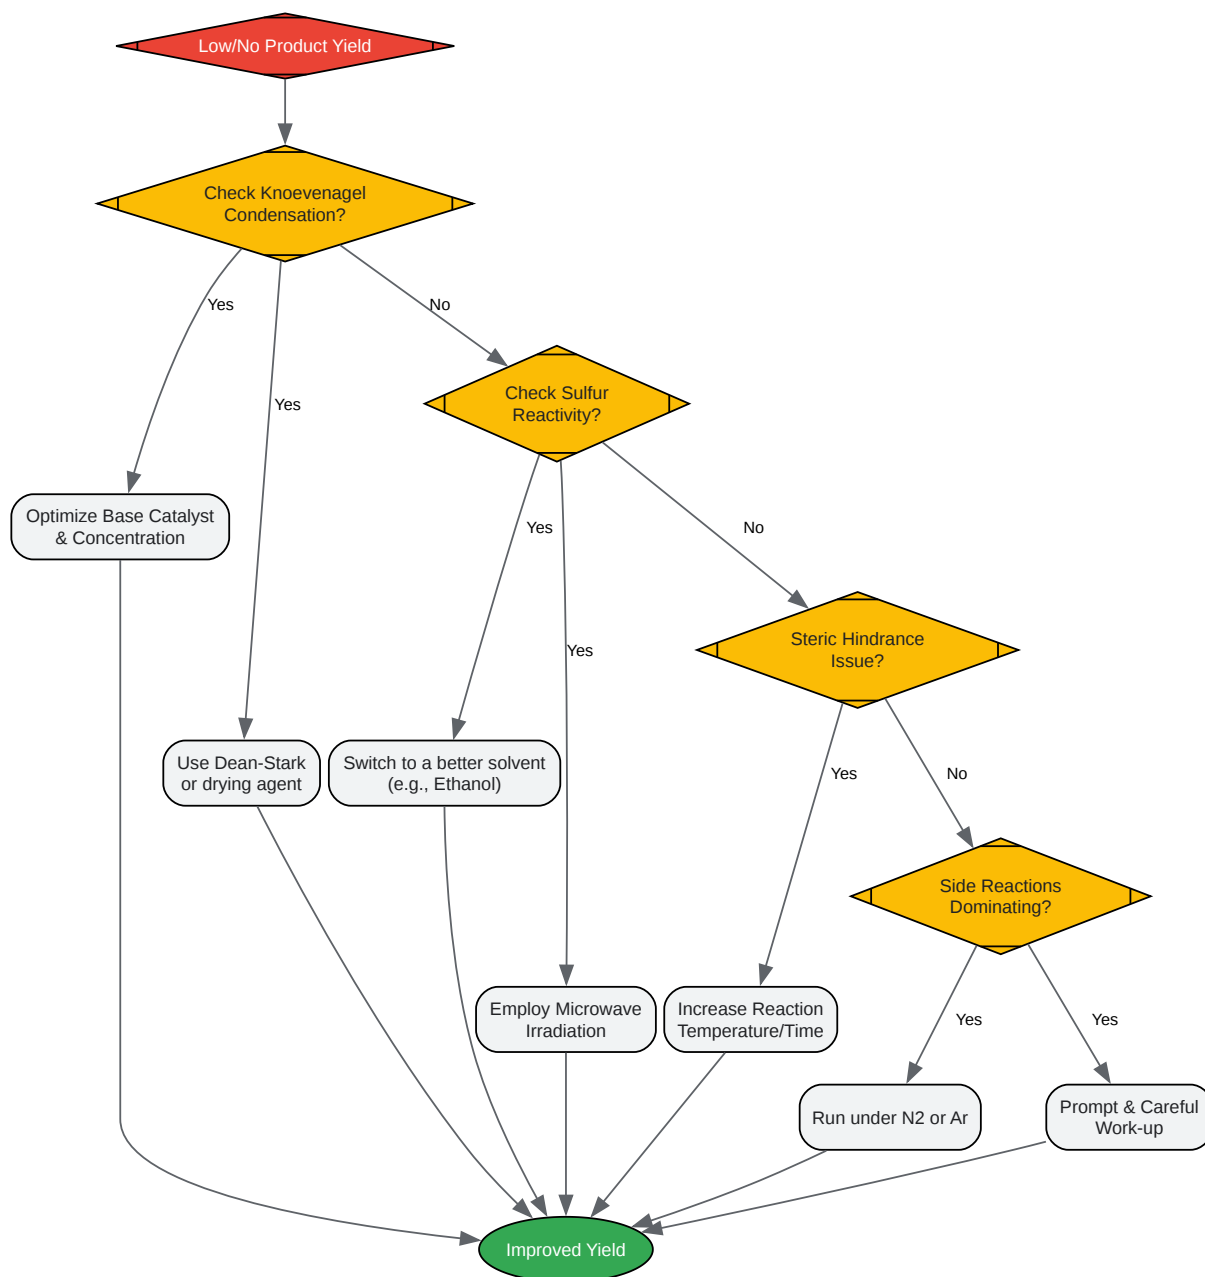 Low/No Product Yield
Check Knoevenagel
Condensation?
Yes
No
Yes
Check Sulfur
Reactivity?
Optimize Base Catalyst
& Concentration
Yes
No
Yes
Steric Hindrance
Issue?
Use Dean-Stark
or drying agent
Switch to a better solvent
(e.g., Ethanol)
Yes
No
Side Reactions
Dominating?
Employ Microwave
Irradiation
Increase Reaction
Temperature/Time
Yes
Yes
Run under N2 or Ar
Prompt & Careful
Work-up
Improved Yield